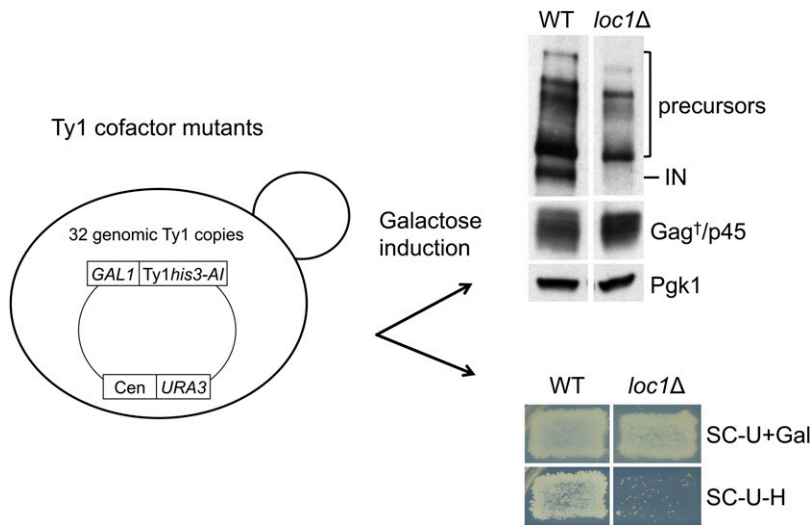 Ty1 cofactor mutants
32 genomic Ty1 copies
GAL1 Ty1his3-AI
Cen URA3
Galactose
induction
WT loc1Δ
precursors
IN
Gag†/p45
Pgk1
WT loc1Δ
SC-U+Gal
SC-U-H